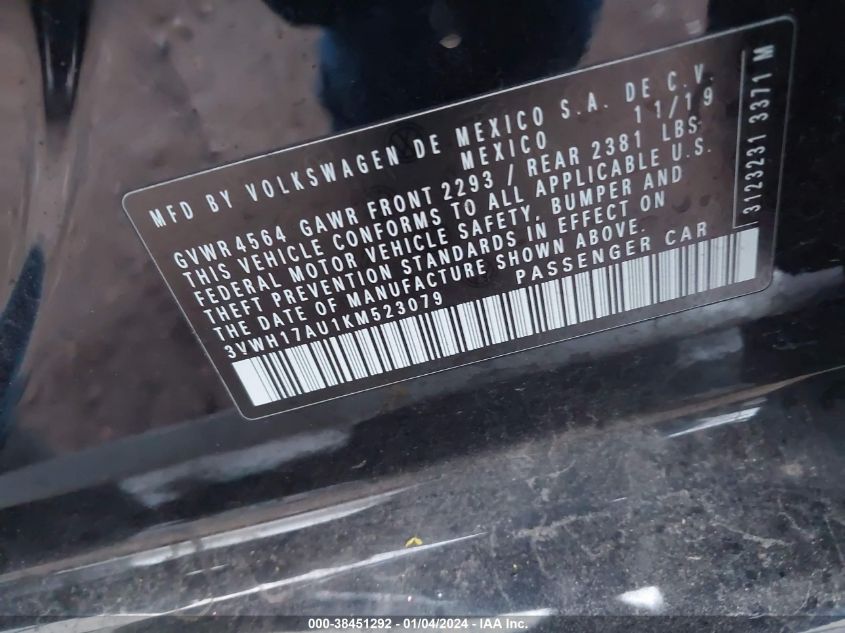 MFD BY VOLKSWAGEN DE MEXICO S.A. DE C.V.
MEXICO 11/19
GVWR 4564 GAWR FRONT 2293 / REAR 2381 LBS.
THIS VEHICLE CONFORMS TO ALL APPLICABLE U.S.
FEDERAL MOTOR VEHICLE SAFETY, BUMPER AND
THEFT PREVENTION STANDARDS IN EFFECT ON
THE DATE OF MANUFACTURE SHOWN ABOVE.
3VWH17AU1KM523079 PASSENGER CAR
3123231 3371 M
000-38451292 - 01/04/2024 - IAA Inc.